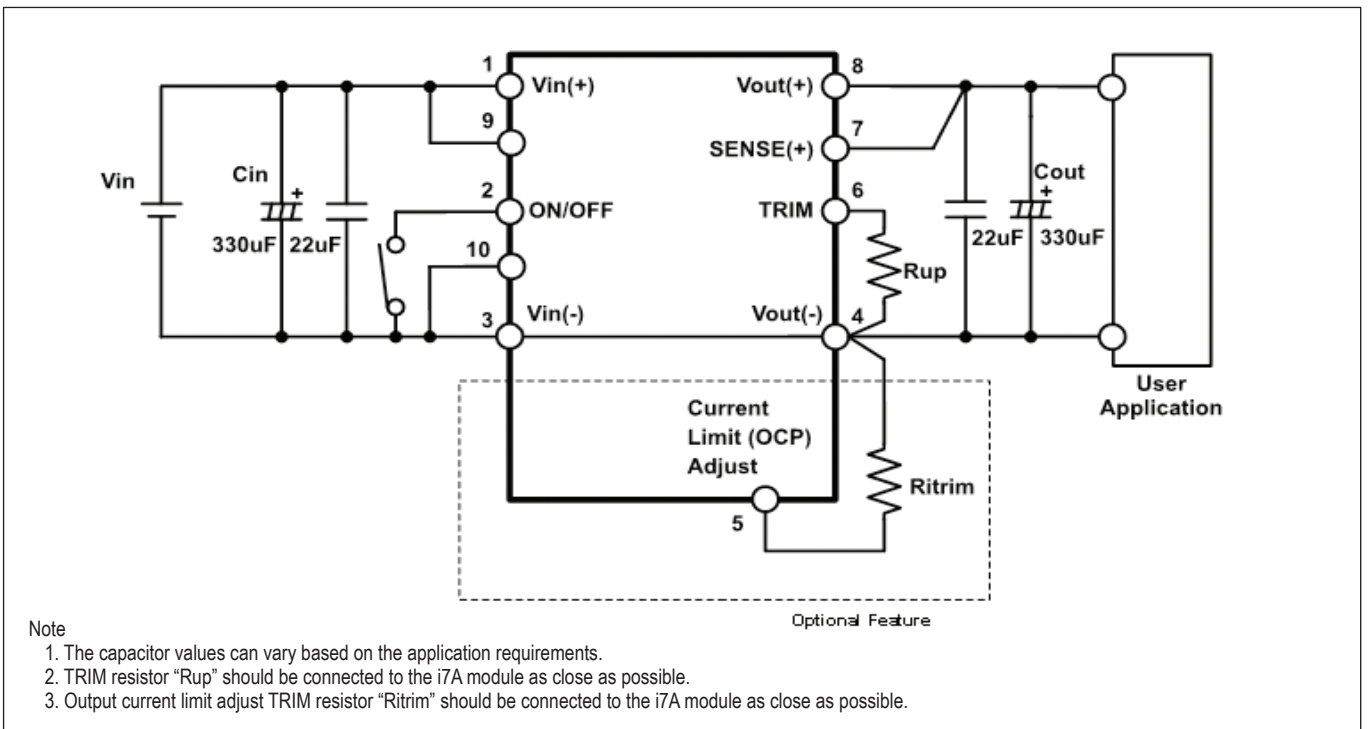 1
Vin(+)
Vout(+)
8
9
SENSE(+)
7
Vin
Cin
+
330uF
22uF
2
ON/OFF
TRIM
6
Cout
+
22uF
330uF
10
Rup
3
Vin(-)
Vout(-)
4
User
Application
Current
Limit (OCP)
Adjust
Ritrim
5
Optional Feature
Note
1. The capacitor values can vary based on the application requirements.
2. TRIM resistor “Rup” should be connected to the i7A module as close as possible.
3. Output current limit adjust TRIM resistor “Ritrim” should be connected to the i7A module as close as possible.